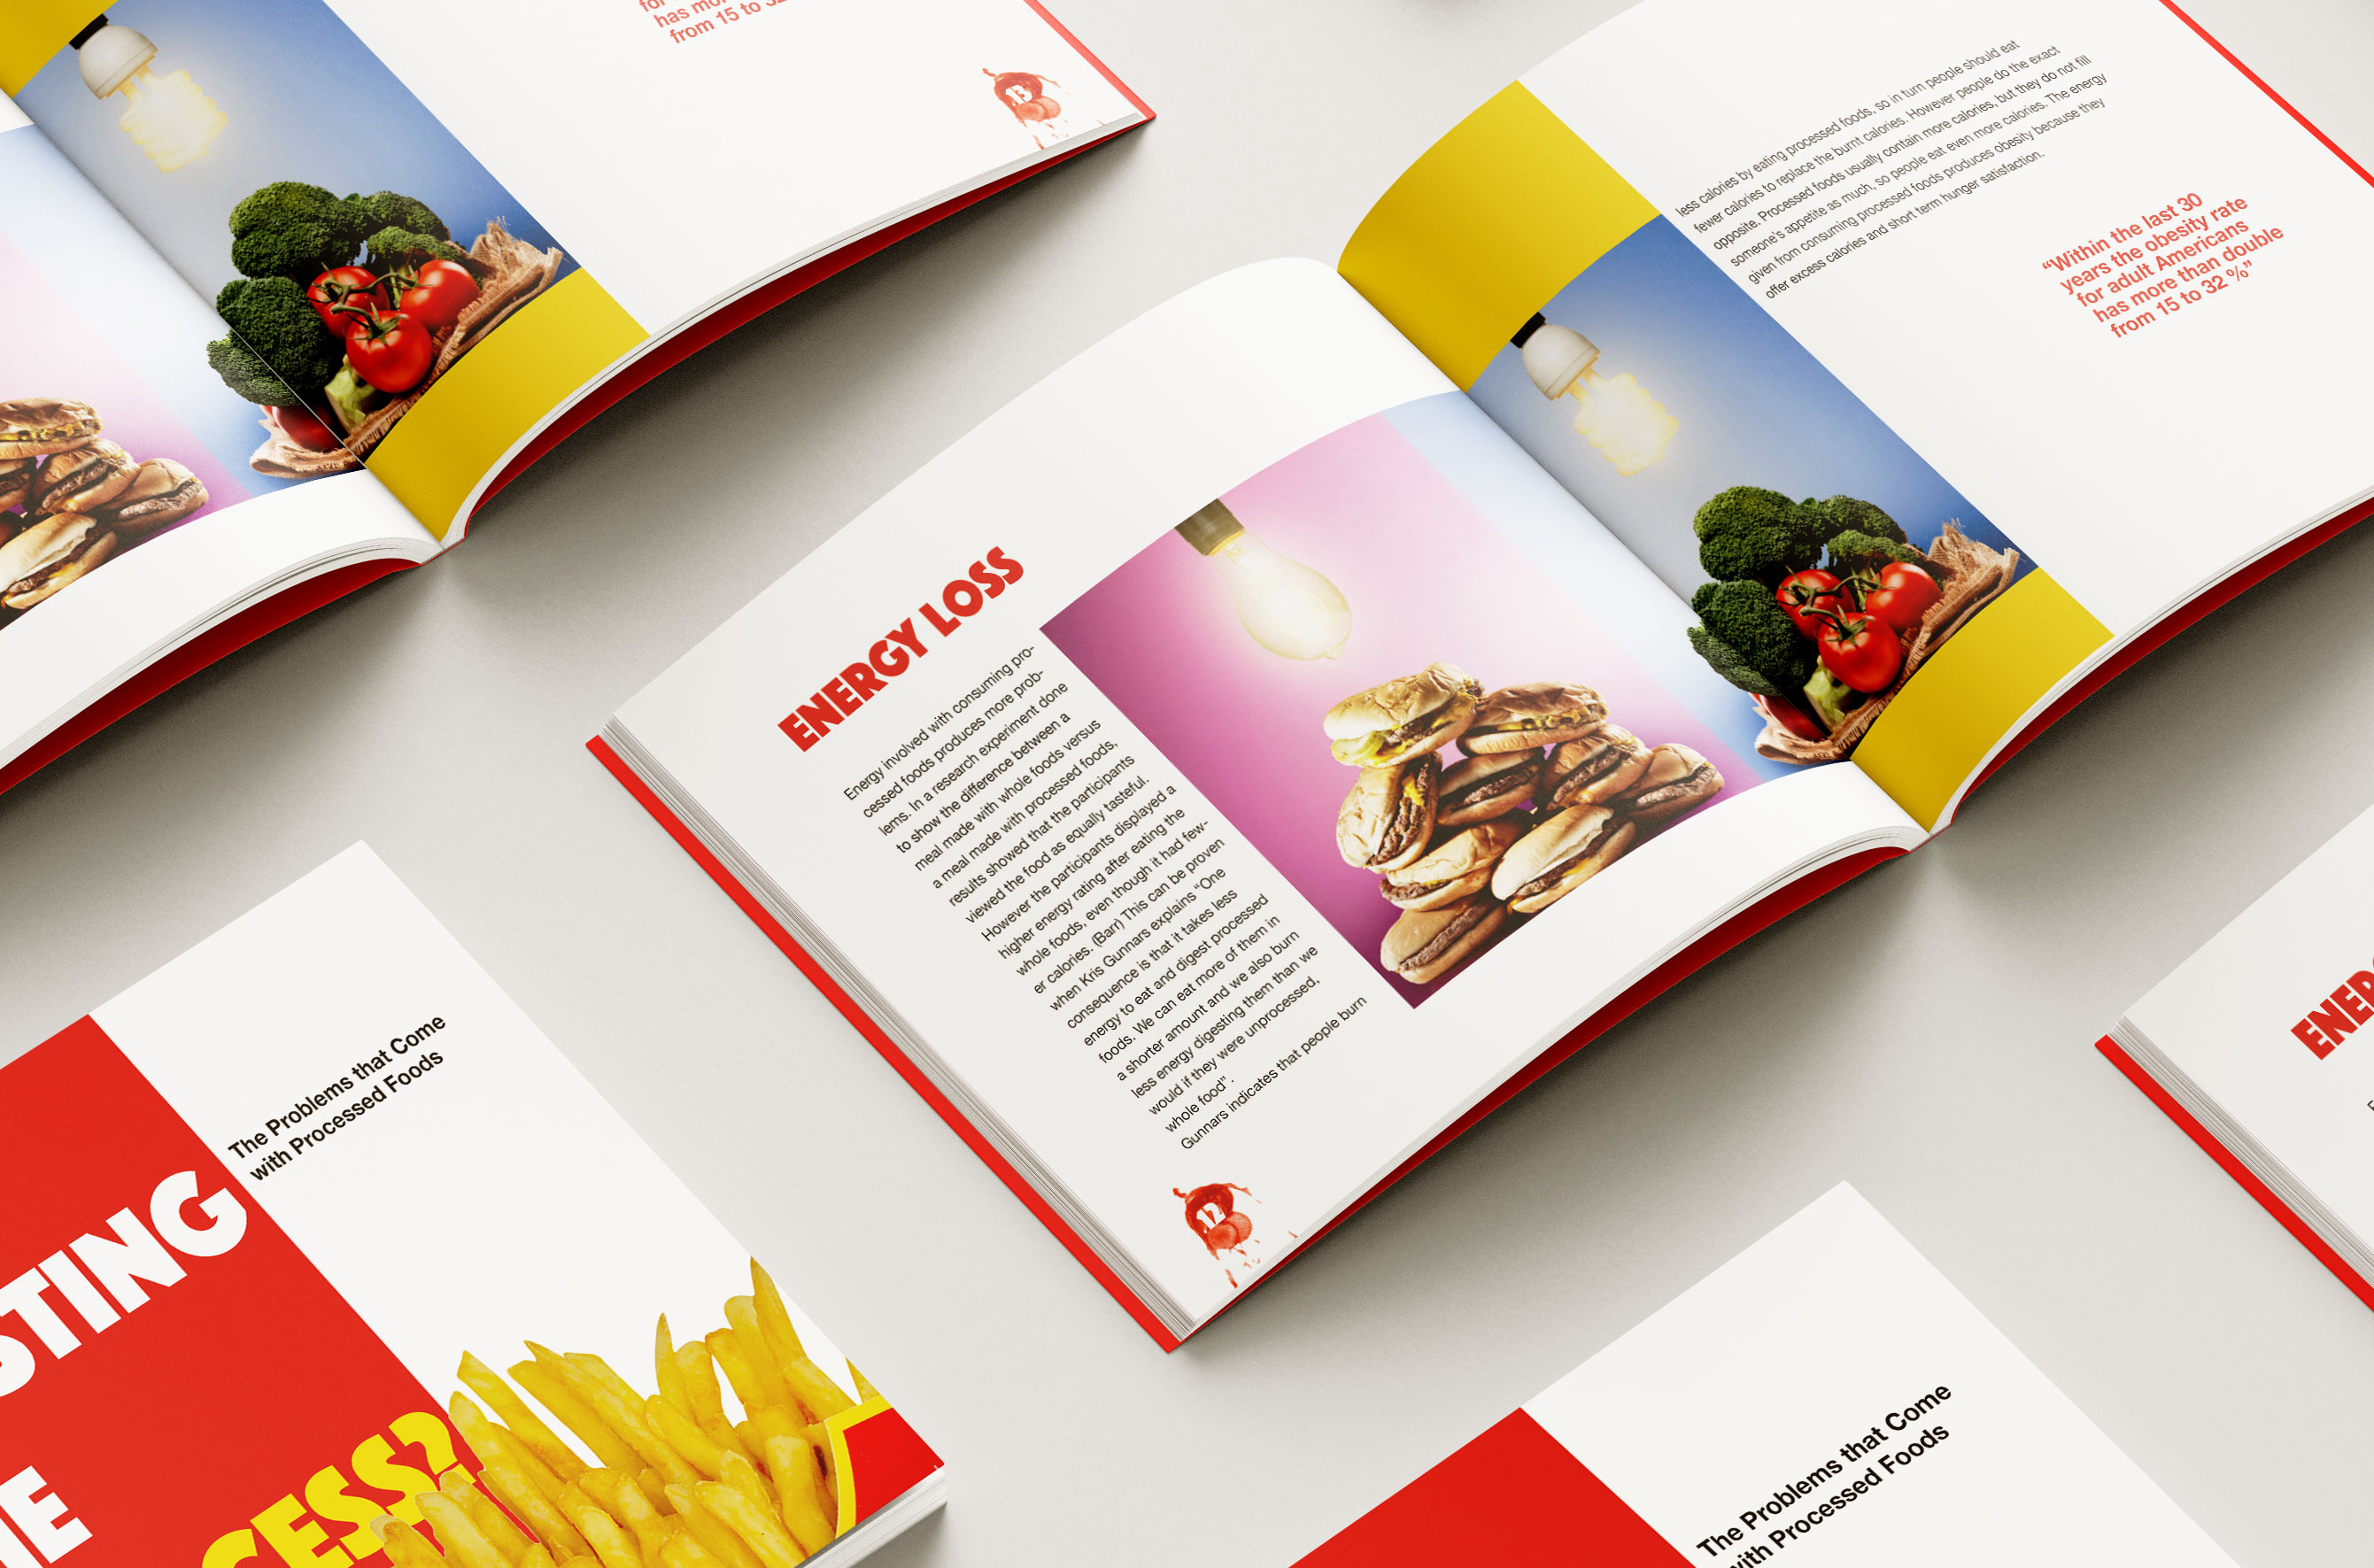 for
has mo
from 15 to 32
13
less calories by eating processed foods, so in turn people should eat
fewer calories to replace the burnt calories. However people do the exact
opposite. Processed foods usually contain more calories, but they do not fill
someone's appetite as much, so people eat even more calories. The energy
given from consuming processed foods produces obesity because they
offer excess calories and short term hunger satisfaction.
“Within the last 30
years the obesity rate
for adult Americans
has more than double
from 15 to 32 %”
ENERGY LOSS
Energy involved with consuming pro-
cessed foods produces more prob-
lems. In a research experiment done
to show the difference between a
meal made with whole foods versus
a meal made with processed foods,
results showed that the participants
viewed the food as equally tasteful.
However the participants displayed a
higher energy rating after eating the
whole foods, even though it had few-
er calories. (Barr) This can be proven
when Kris Gunnars explains “One
consequence is that it takes less
energy to eat and digest processed
foods. We can eat more of them in
a shorter amount and we also burn
less energy digesting them than we
would if they were unprocessed,
whole food” .
Gunnars indicates that people burn
12
The Problems that Come
with Processed Foods
STING
E
CESS?
ENERG
The Problems that Come
with Processed Foods